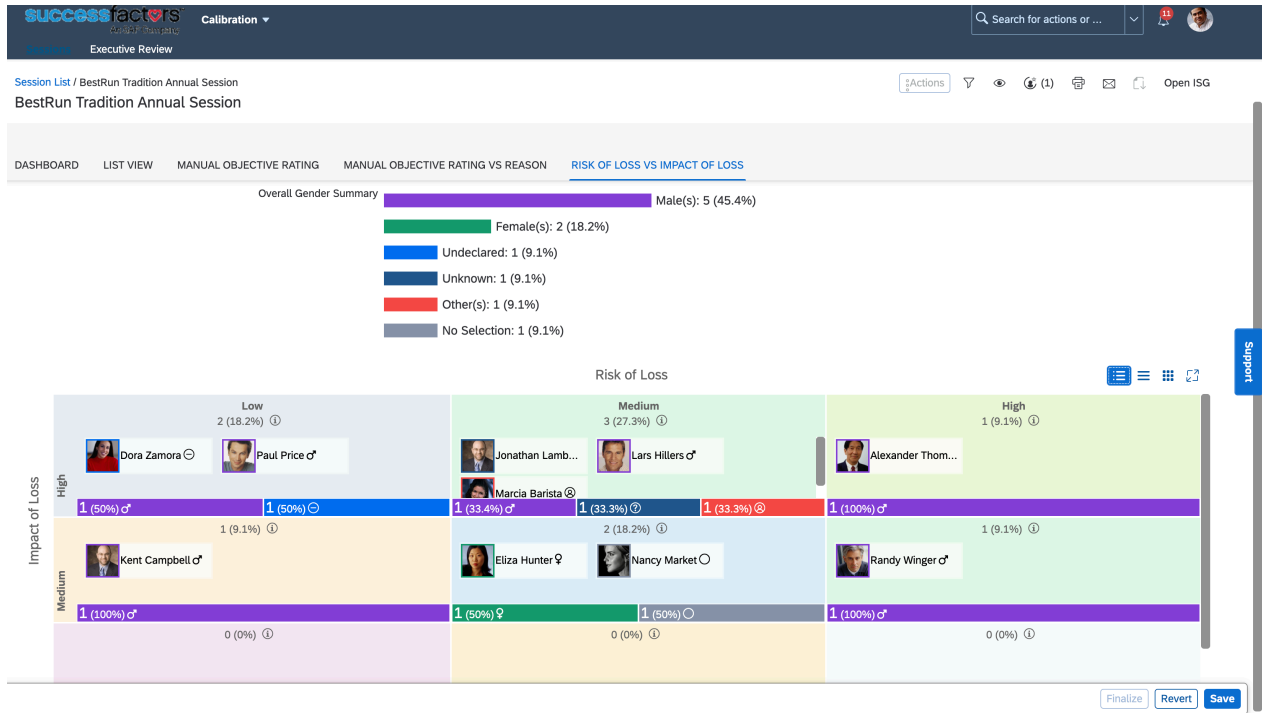 successfactors
Calibration
Search for actions or ...
11
Executive Review
Session List / BestRun Tradition Annual Session
BestRun Tradition Annual Session
Actions
(1)
Open ISG
DASHBOARD LIST VIEW MANUAL OBJECTIVE RATING MANUAL OBJECTIVE RATING VS REASON RISK OF LOSS VS IMPACT OF LOSS
Overall Gender Summary
Male(s): 5 (45.4%)
Female(s): 2 (18.2%)
Undeclared: 1 (9.1%)
Unknown: 1 (9.1%)
Other(s): 1 (9.1%)
No Selection: 1 (9.1%)
Support
Risk of Loss
Impact of Loss
Low Medium High
2 (18.2%) 3 (27.3%) 1 (9.1%)
High
Dora Zamora Paul Price Jonathan Lamb... Lars Hillers Alexander Thom...
Marcia Barista
1 (50%) 1 (50%) 1 (33.4%) 1 (33.3%) 1 (33.3%) 1 (100%)
1 (9.1%) 2 (18.2%) 1 (9.1%)
Medium
Kent Campbell Eliza Hunter Nancy Market Randy Winger
1 (100%) 1 (50%) 1 (50%) 1 (100%)
0 (0%) 0 (0%) 0 (0%)
Finalize Revert Save